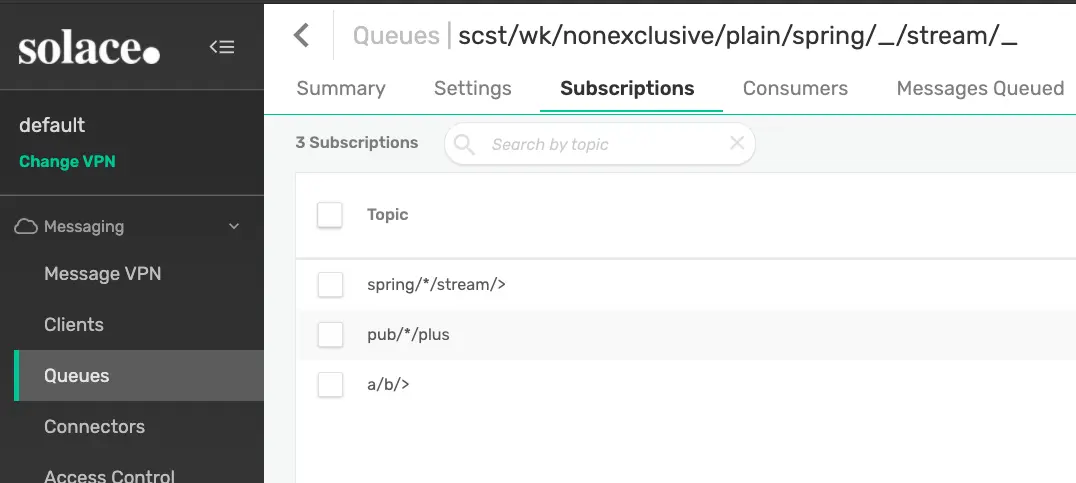 solace.
Queues | scst/wk/nonexclusive/plain/spring/_/stream/_
default
Change VPN
Summary Settings Subscriptions Consumers Messages Queued
3 Subscriptions Search by topic
Topic
Messaging
Message VPN
Clients
Queues
Connectors
Access Control
spring/*/stream/>
pub/*/plus
a/b/>